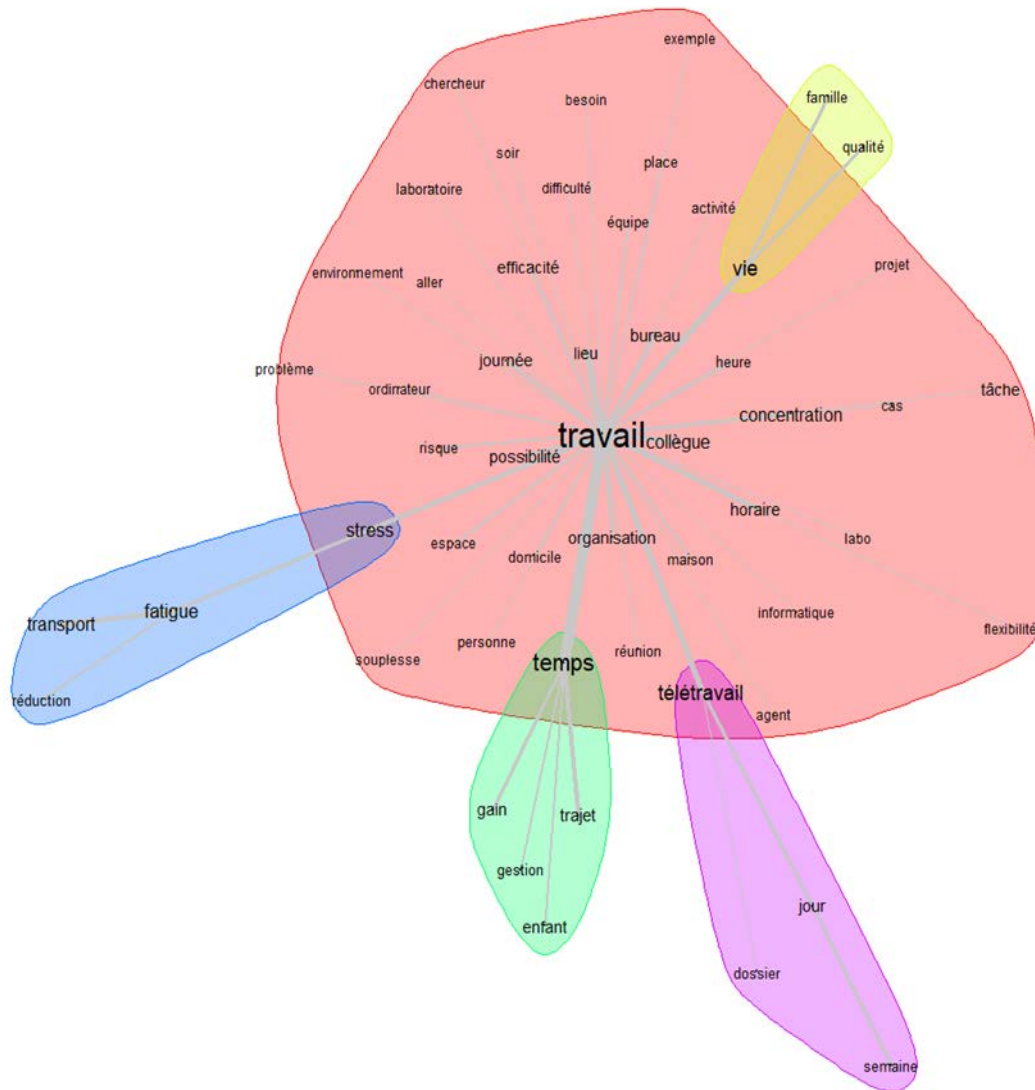 exemple
chercheur
famille
besoin
qualité
soir
place
laboratoire
difficulté
activité
équipe
environnement
efficacité
vie
projet
aller
bureau
journée
lieu
heure
problème
ordirrateur
tâche
concentration
cas
travail
collègue
risque
possibilité
horaire
stress
organisation
labo
espace
domicile
maison
fatigue
informatique
transport
flexibilité
personne
réunion
souplesse
temps
télétravail
réduction
agent
gain
trajet
gestion
jour
enfant
dossier
semaine